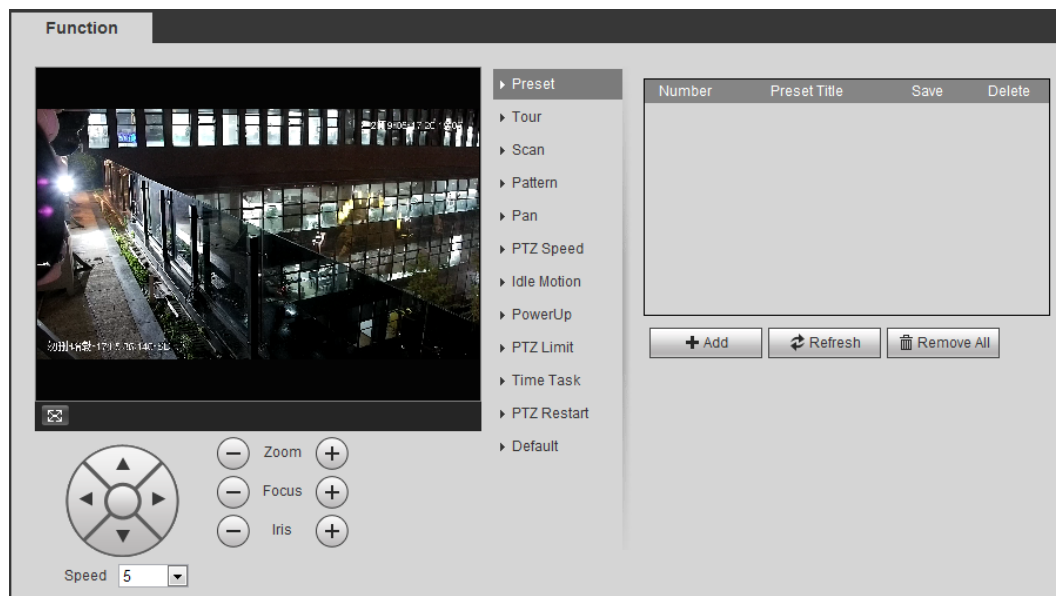 Function
Preset
Tour
Scan
Pattern
Pan
PTZ Speed
Idle Motion
PowerUp
PTZ Limit
Time Task
PTZ Restart
Default
Number Preset Title Save Delete
Add Refresh Remove All
Zoom
Focus
Iris
Speed 5